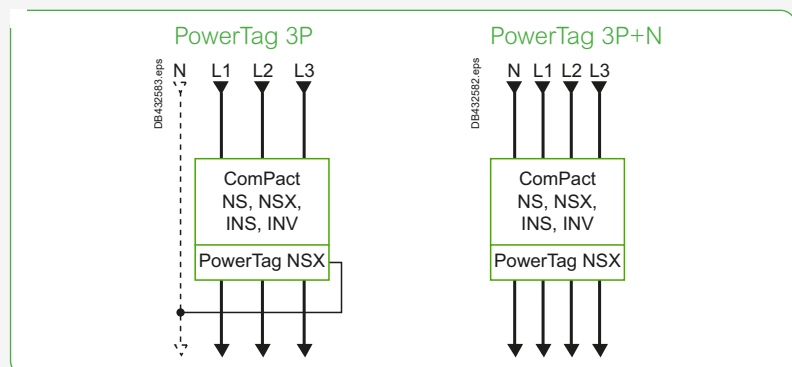 PowerTag 3P
N L1 L2 L3
DB432583.eps
ComPact
NS, NSX,
INS, INV
PowerTag NSX
PowerTag 3P+N
N L1 L2 L3
DB432582.eps
ComPact
NS, NSX,
INS, INV
PowerTag NSX